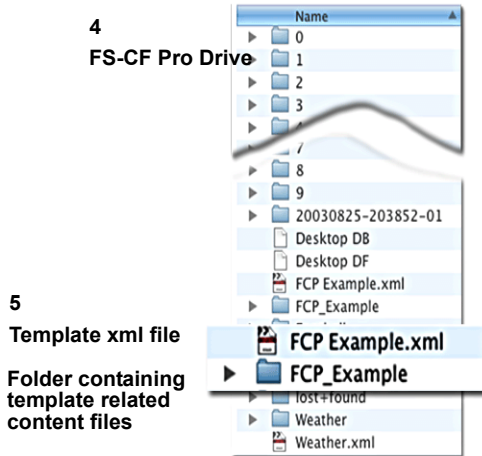 4
FS-CF Pro Drive
Name
0
1
2
3
7
8
9
20030825-203852-01
Desktop DB
Desktop DF
FCP Example.xml
FCP_Example
5
Template xml file
FCP Example.xml
Folder containing
template related
content files
FCP_Example
lost+found
Weather
Weather.xml